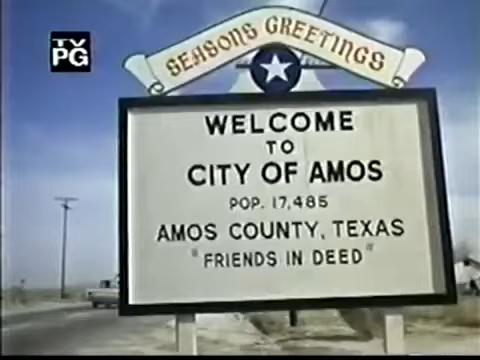 TV
PG
SEASONS GREETINGS
WELCOME
TO
CITY OF AMOS
POP. 17,485
AMOS COUNTY, TEXAS
"FRIENDS IN DEED"